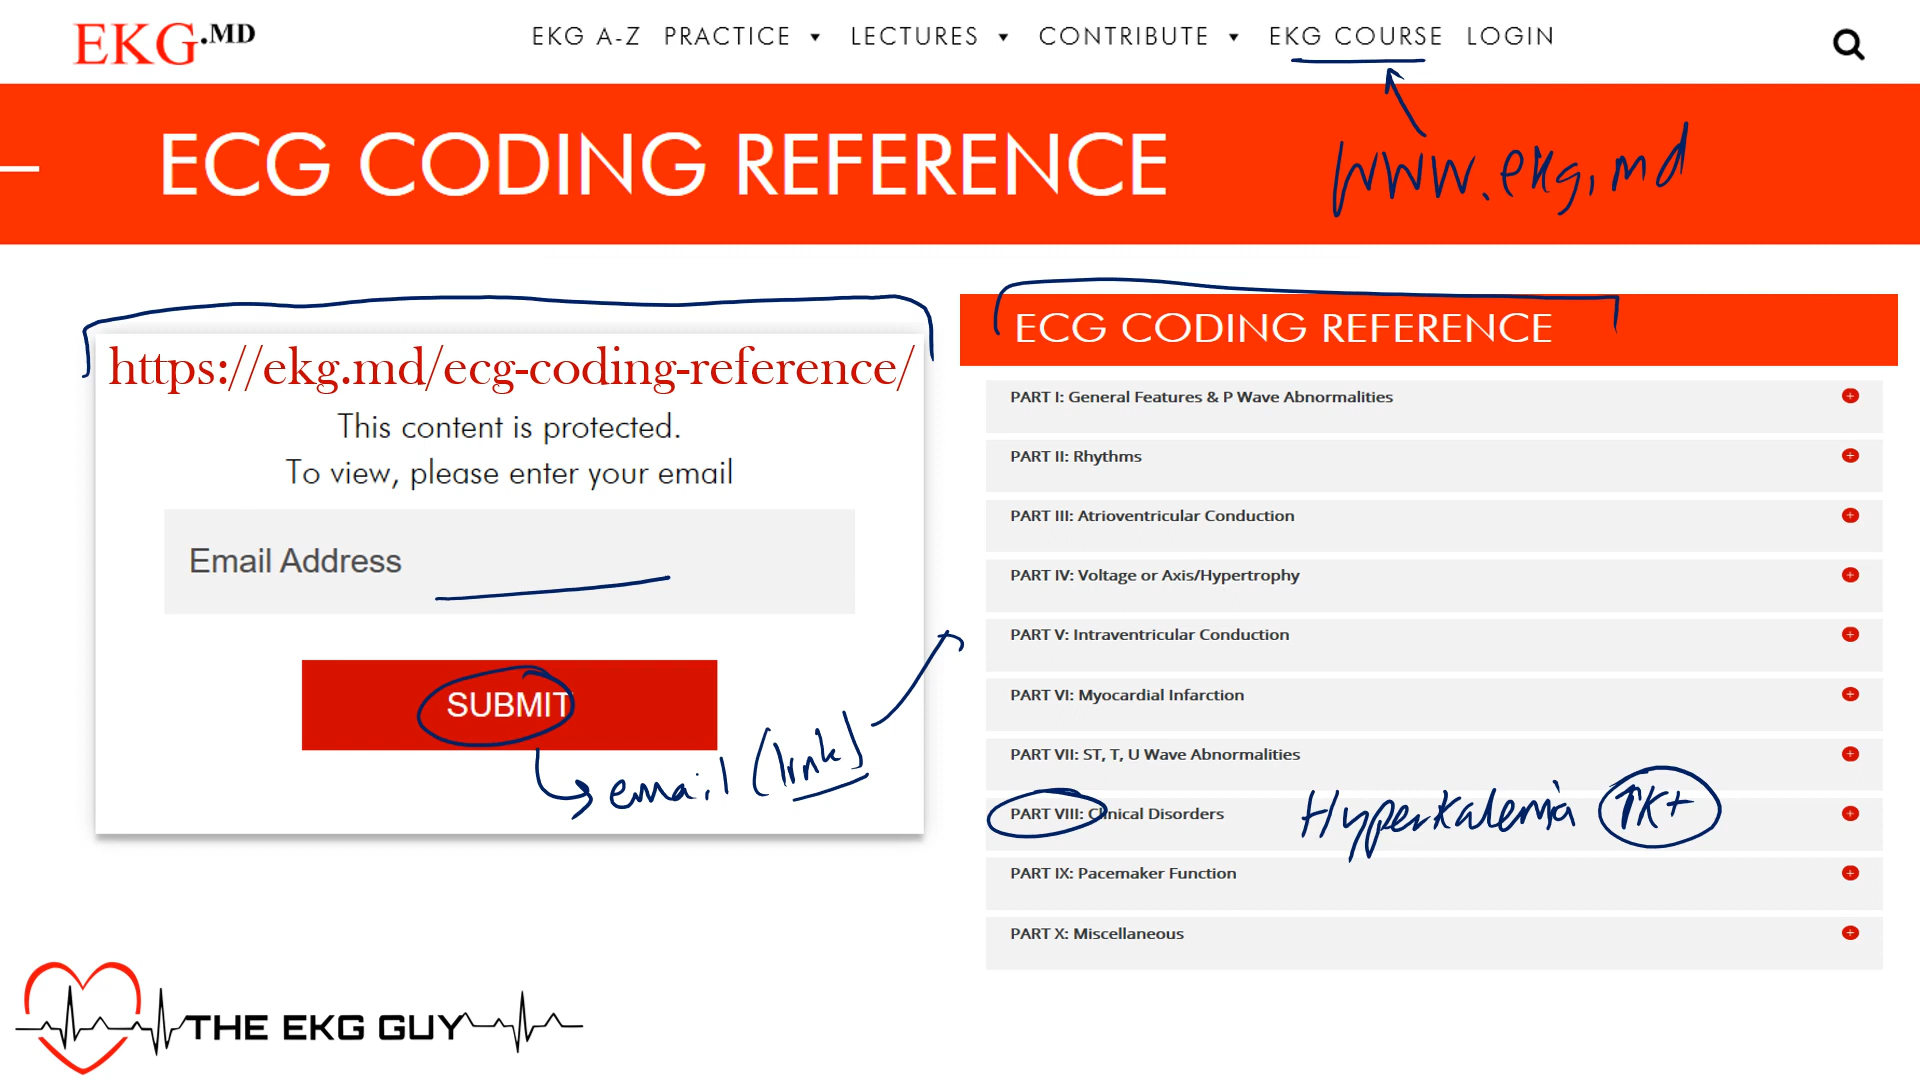 EKG.MD
EKG A-Z PRACTICE LECTURES CONTRIBUTE EKG COURSE LOGIN
ECG CODING REFERENCE
www.ekg.md
https://ekg.md/ecg-coding-reference/
This content is protected.
To view, please enter your email
Email Address
SUBMIT
email (link)
ECG CODING REFERENCE
PART I: General Features & P Wave Abnormalities
PART II: Rhythms
PART III: Atrioventricular Conduction
PART IV: Voltage or Axis/Hypertrophy
PART V: Intraventricular Conduction
PART VI: Myocardial Infarction
PART VII: ST, T, U Wave Abnormalities
PART VIII: Clinical Disorders Hyperkalemia ↑K+
PART IX: Pacemaker Function
PART X: Miscellaneous
THE EKG GUY